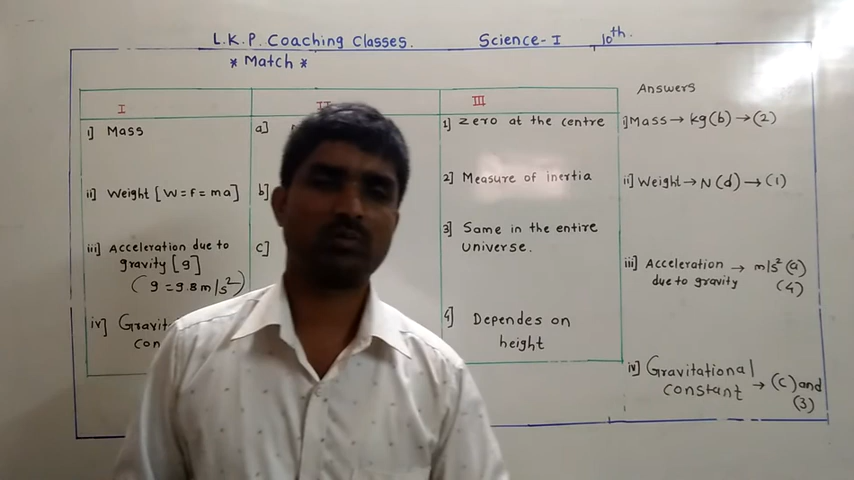 L.K.P. Coaching Classes. Science-I 10th.
* Match *
Answers
I
III
i] Mass
a]
1] Zero at the centre
i] Mass → kg (b) → (2)
ii] Weight [W = F = ma]
b]
2] Measure of inertia
ii] Weight → N (d) → (1)
iii] Acceleration due to
gravity [g]
(g = 9.8 m/s²)
c]
3] Same in the entire
universe.
iii] Acceleration → m/s² (a)
due to gravity (4)
iv]
4] Dependes on
height
iv] Gravitational
constant → (c) and
(3)